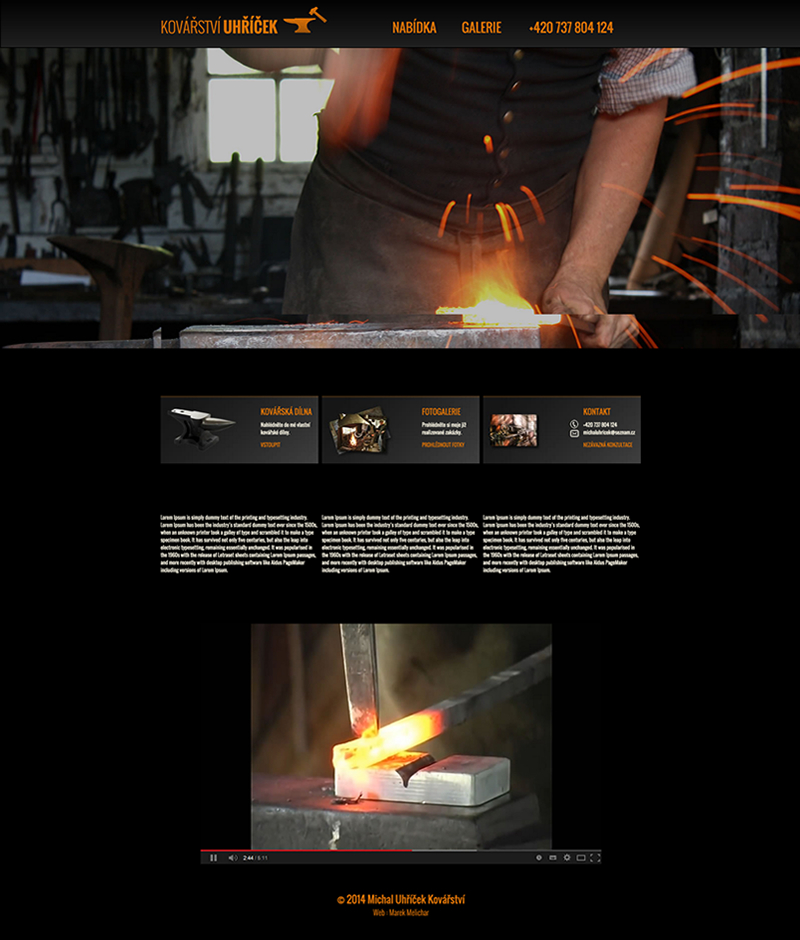 KOVÁŘSTVÍ UHŘÍČEK
NABÍDKA GALERIE +420 737 804 124
KOVÁŘSKÁ DÍLNA
Nahlédněte do mé vlastní
kovářské dílny.
VSTOUPIT
FOTOGALERIE
Prohlédněte si moje již
realizované zakázky.
PROHLÉDNOUT FOTKY
KONTAKT
+420 737 804 124
michaluhricek@seznam.cz
NEZÁVAZNÁ KONZULTACE
Lorem Ipsum is simply dummy text of the printing and typesetting industry.
Lorem Ipsum has been the industry's standard dummy text ever since the 1500s,
when an unknown printer took a galley of type and scrambled it to make a type
specimen book. It has survived not only five centuries, but also the leap into
electronic typesetting, remaining essentially unchanged. It was popularised in
the 1960s with the release of Letraset sheets containing Lorem Ipsum passages,
and more recently with desktop publishing software like Aldus PageMaker
including versions of Lorem Ipsum.
Lorem Ipsum is simply dummy text of the printing and typesetting industry.
Lorem Ipsum has been the industry's standard dummy text ever since the 1500s,
when an unknown printer took a galley of type and scrambled it to make a type
specimen book. It has survived not only five centuries, but also the leap into
electronic typesetting, remaining essentially unchanged. It was popularised in
the 1960s with the release of Letraset sheets containing Lorem Ipsum passages,
and more recently with desktop publishing software like Aldus PageMaker
including versions of Lorem Ipsum.
Lorem Ipsum is simply dummy text of the printing and typesetting industry.
Lorem Ipsum has been the industry's standard dummy text ever since the 1500s,
when an unknown printer took a galley of type and scrambled it to make a type
specimen book. It has survived not only five centuries, but also the leap into
electronic typesetting, remaining essentially unchanged. It was popularised in
the 1960s with the release of Letraset sheets containing Lorem Ipsum passages,
and more recently with desktop publishing software like Aldus PageMaker
including versions of Lorem Ipsum.
2:44 / 5:11
© 2014 Michal Uhříček Kovářství
Web - Marek Melichar